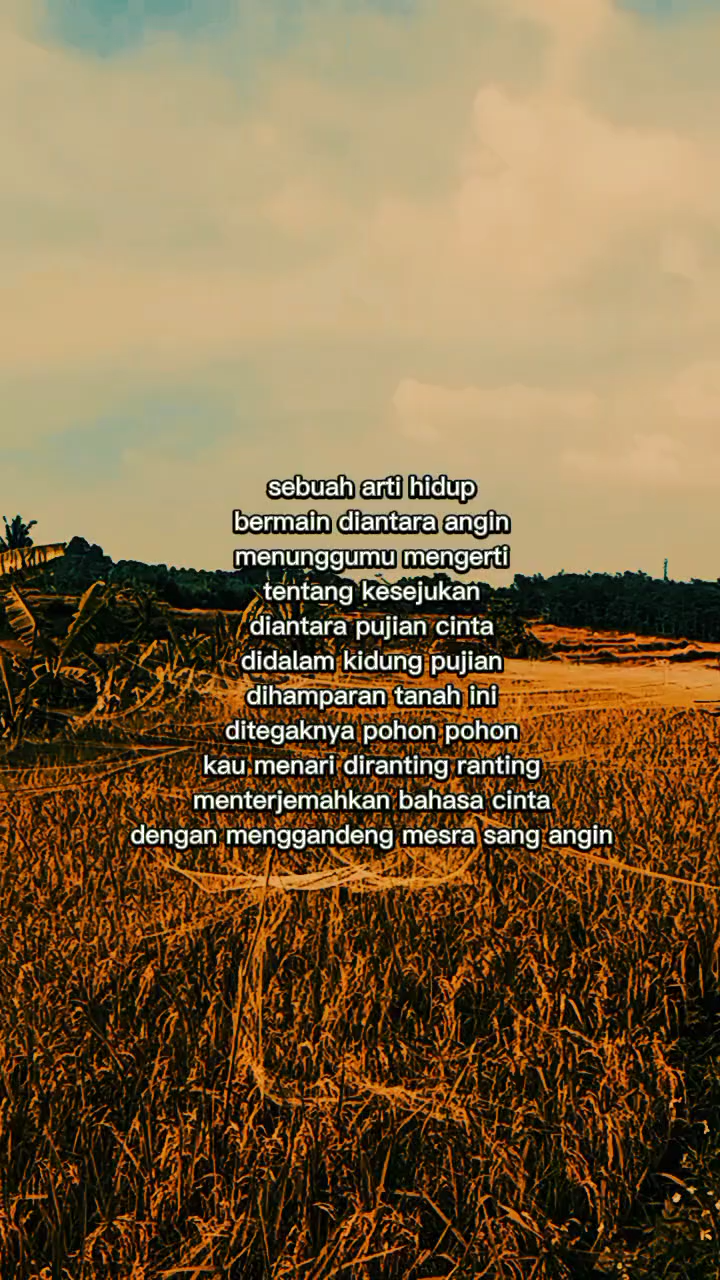 sebuah arti hidup
bermain diantara angin
menunggumu mengerti
tentang kesejukan
diantara pujian cinta
didalam kidung pujian
dihamparan tanah ini
ditegaknya pohon pohon
kau menari diranting ranting
menterjemahkan bahasa cinta
dengan menggandeng mesra sang angin